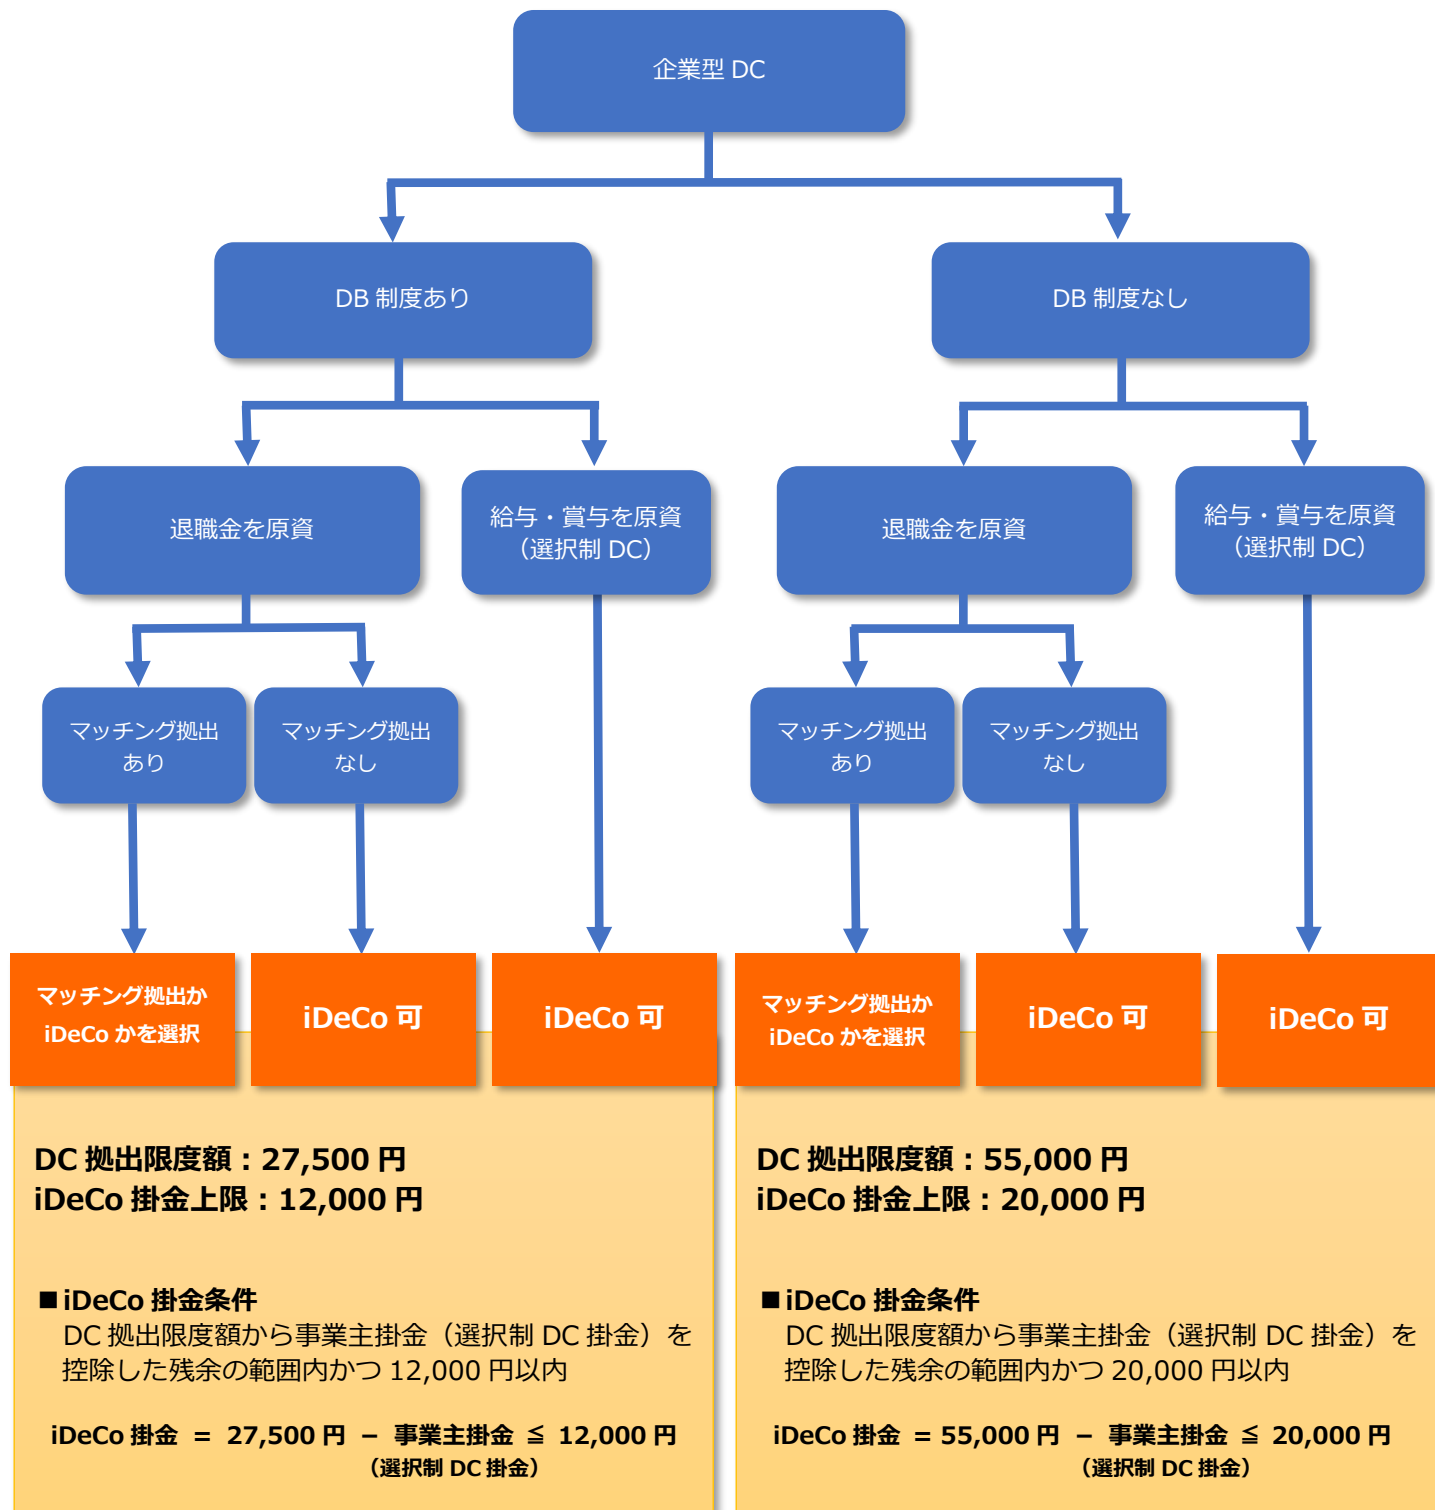 企業型 DC
DB 制度あり
DB 制度なし
退職金を原資
給与・賞与を原資
（選択制 DC）
退職金を原資
給与・賞与を原資
（選択制 DC）
マッチング拠出
あり
マッチング拠出
なし
マッチング拠出
あり
マッチング拠出
なし
マッチング拠出か
iDeCo かを選択
iDeCo 可
iDeCo 可
マッチング拠出か
iDeCo かを選択
iDeCo 可
iDeCo 可
DC 拠出限度額：27,500 円
iDeCo 掛金上限：12,000 円
■ iDeCo 掛金条件
DC 拠出限度額から事業主掛金（選択制 DC 掛金）を
控除した残余の範囲内かつ 12,000 円以内
iDeCo 掛金 = 27,500 円 － 事業主掛金 ≦ 12,000 円
（選択制 DC 掛金）
DC 拠出限度額：55,000 円
iDeCo 掛金上限：20,000 円
■ iDeCo 掛金条件
DC 拠出限度額から事業主掛金（選択制 DC 掛金）を
控除した残余の範囲内かつ 20,000 円以内
iDeCo 掛金 = 55,000 円 － 事業主掛金 ≦ 20,000 円
（選択制 DC 掛金）